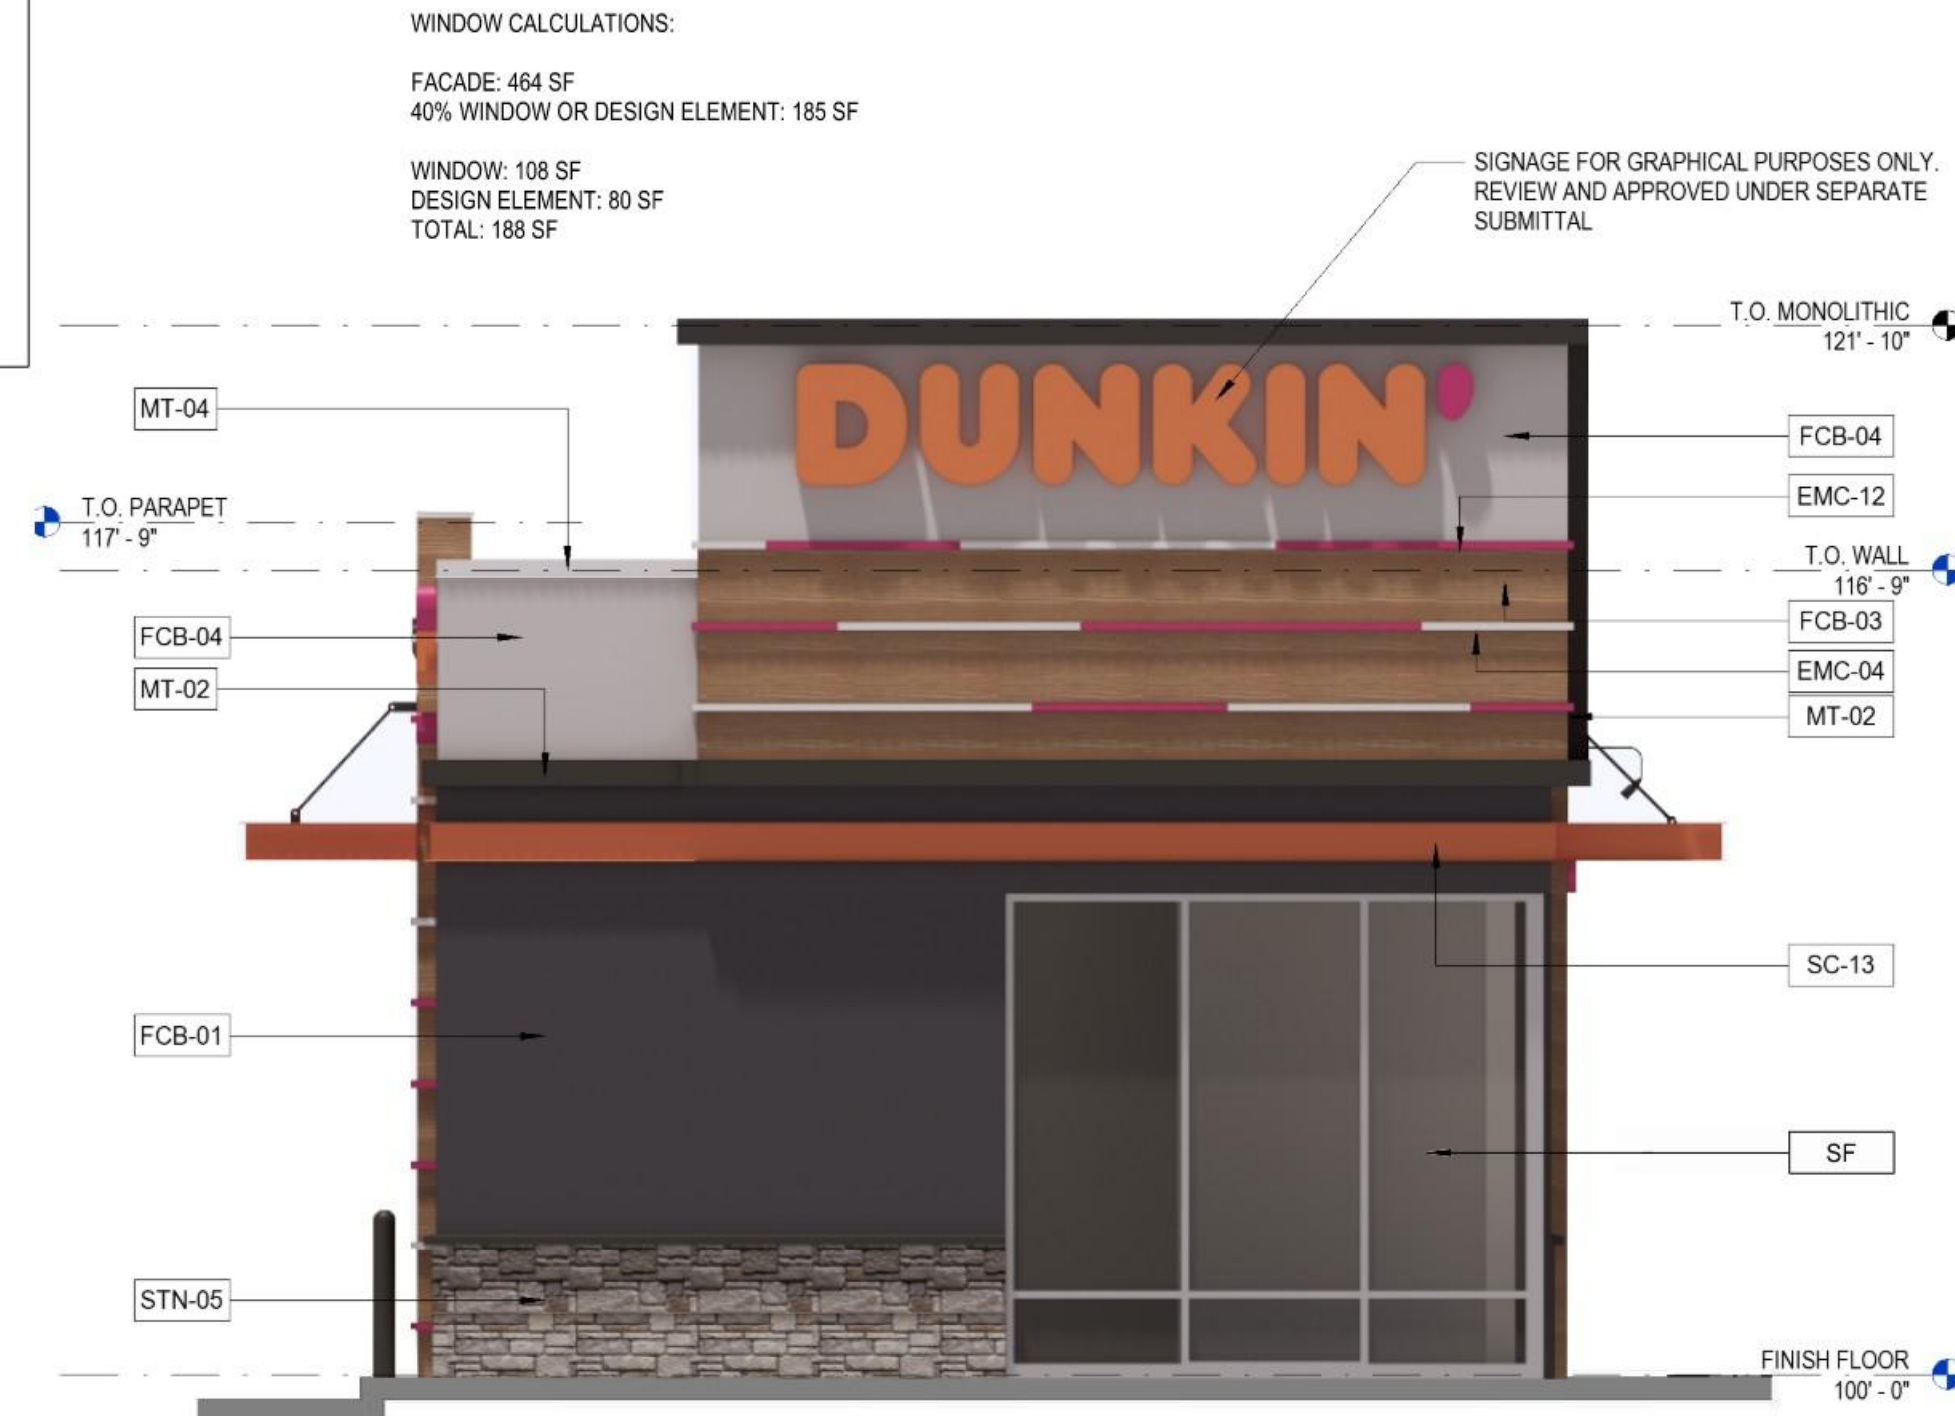 WINDOW CALCULATIONS:
FACADE: 464 SF
40% WINDOW OR DESIGN ELEMENT: 185 SF
WINDOW: 108 SF
DESIGN ELEMENT: 80 SF
TOTAL: 188 SF
SIGNAGE FOR GRAPHICAL PURPOSES ONLY.
REVIEW AND APPROVED UNDER SEPARATE
SUBMITTAL
T.O. MONOLITHIC
121' - 10"
DUNKIN'
MT-04
FCB-04
EMC-12
T.O. PARAPET
117' - 9"
T.O. WALL
116' - 9"
FCB-04
FCB-03
EMC-04
MT-02
MT-02
SC-13
FCB-01
SF
STN-05
FINISH FLOOR
100' - 0"